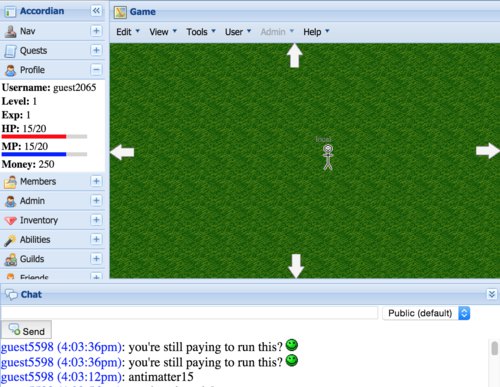 Accordian
Nav
Quests
Profile
Username: guest2065
Level: 1
Exp: 1
HP: 15/20
MP: 15/20
Money: 250
Members
Admin
Inventory
Abilities
Guilds
Friends
Game
Edit View Tools User Admin Help
Chat
Public (default)
Send
guest5598 (4:03:36pm): you're still paying to run this?
guest5598 (4:03:36pm): you're still paying to run this?
guest5598 (4:03:12pm): antimatter15